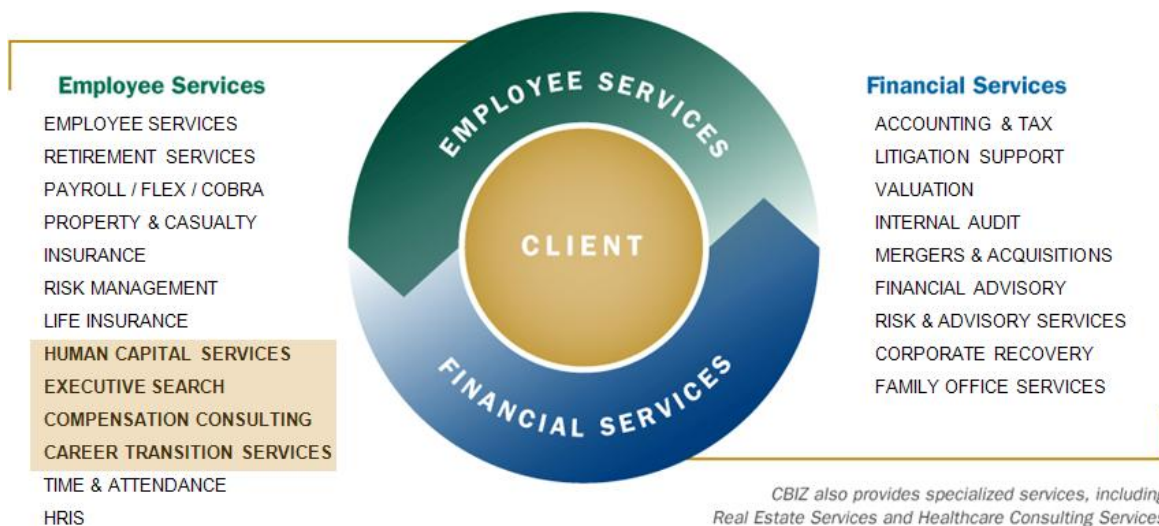 Employee Services
EMPLOYEE SERVICES
RETIREMENT SERVICES
PAYROLL / FLEX / COBRA
PROPERTY & CASUALTY
INSURANCE
RISK MANAGEMENT
LIFE INSURANCE
HUMAN CAPITAL SERVICES
EXECUTIVE SEARCH
COMPENSATION CONSULTING
CAREER TRANSITION SERVICES
TIME & ATTENDANCE
HRIS
EMPLOYEE SERVICES
CLIENT
FINANCIAL SERVICES
Financial Services
ACCOUNTING & TAX
LITIGATION SUPPORT
VALUATION
INTERNAL AUDIT
MERGERS & ACQUISITIONS
FINANCIAL ADVISORY
RISK & ADVISORY SERVICES
CORPORATE RECOVERY
FAMILY OFFICE SERVICES
CBIZ also provides specialized services, including
Real Estate Services and Healthcare Consulting Services